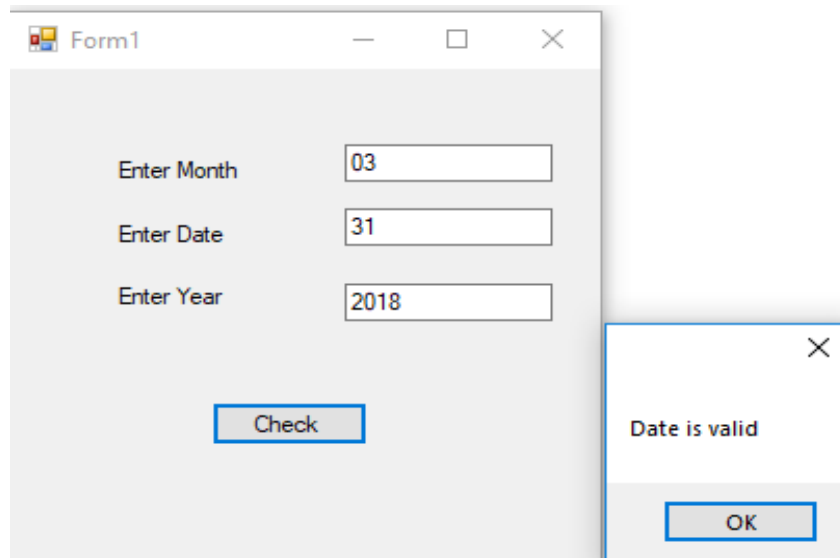 Form1
Enter Month 03
Enter Date 31
Enter Year 2018
Check
Date is valid
OK